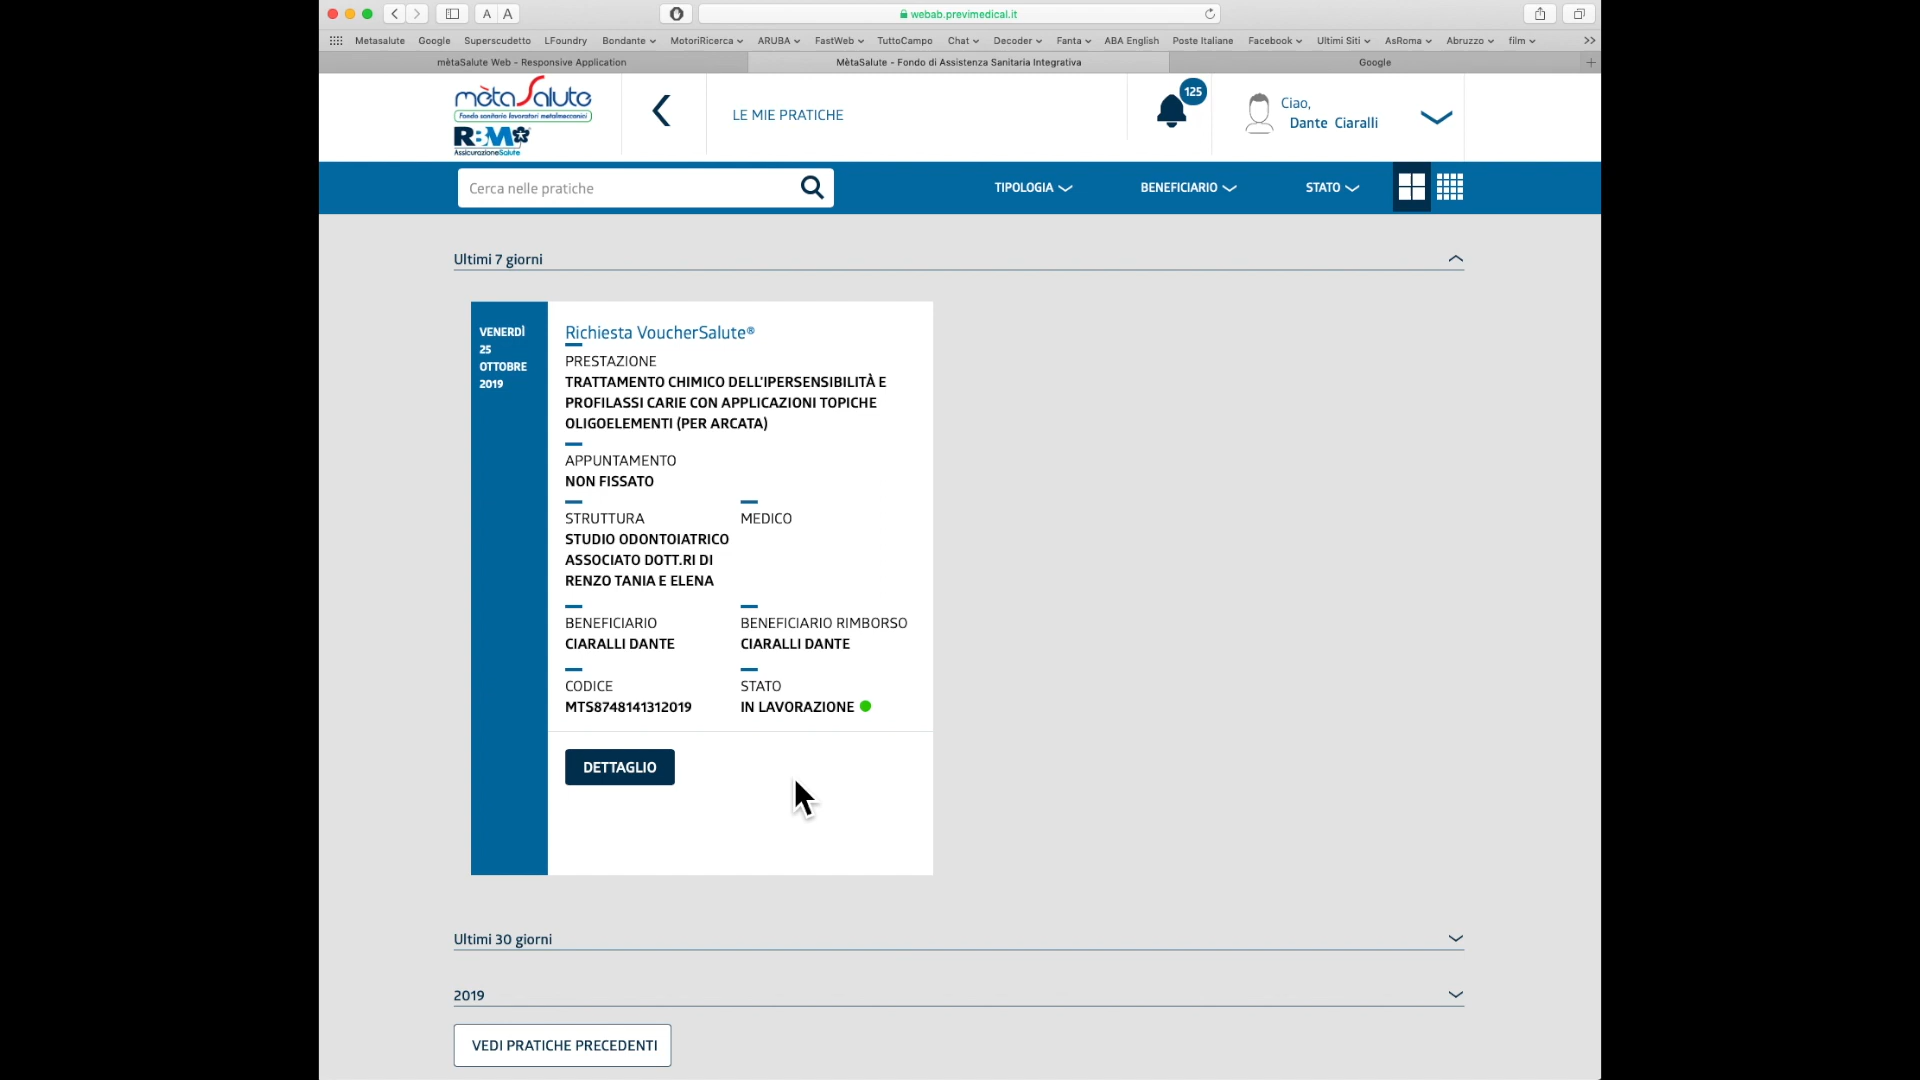 A A
webab.previmedical.it
Metasalute Google Superscudetto LFoundry Bondante MotoriRicerca ARUBA FastWeb TuttoCampo Chat Decoder Fanta ABA English Poste Italiane Facebook Ultimi Siti AsRoma Abruzzo film >>
mètaSalute Web - Responsive Application
MètaSalute - Fondo di Assistenza Sanitaria Integrativa
Google
mètaSalute
Fondo sanitario lavoratori metalmeccanici
RBM
AssicurazioneSalute
LE MIE PRATICHE
125
Ciao,
Dante Ciaralli
Cerca nelle pratiche
TIPOLOGIA
BENEFICIARIO
STATO
Ultimi 7 giorni
VENERDÌ
25
OTTOBRE
2019
Richiesta VoucherSalute®
PRESTAZIONE
TRATTAMENTO CHIMICO DELL'IPERSENSIBILITÀ E
PROFILASSI CARIE CON APPLICAZIONI TOPICHE
OLIGOELEMENTI (PER ARCATA)
APPUNTAMENTO
NON FISSATO
STRUTTURA
STUDIO ODONTOIATRICO
ASSOCIATO DOTT.RI DI
RENZO TANIA E ELENA
MEDICO
BENEFICIARIO
CIARALLI DANTE
BENEFICIARIO RIMBORSO
CIARALLI DANTE
CODICE
MTS8748141312019
STATO
IN LAVORAZIONE
DETTAGLIO
Ultimi 30 giorni
2019
VEDI PRATICHE PRECEDENTI